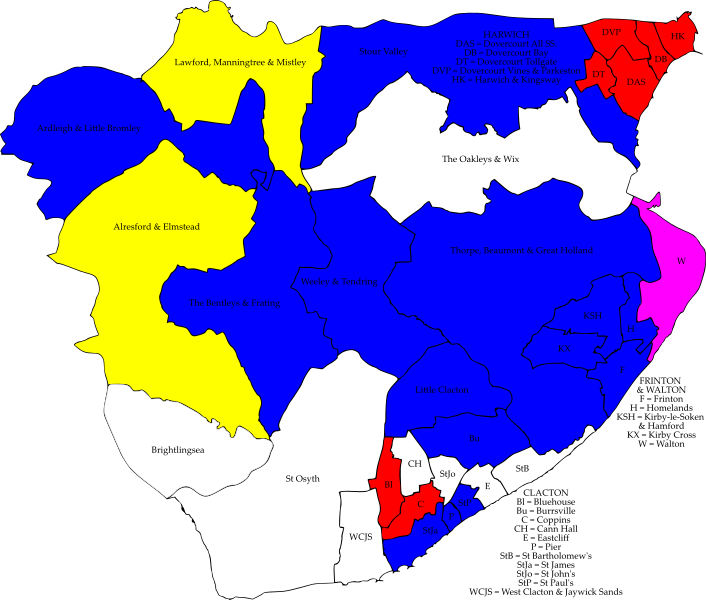 HARWICH
DAS = Dovercourt All SS.
DB = Dovercourt Bay
DT = Dovercourt Tollgate
DVP = Dovercourt Vines & Parkeston
HK = Harwich & Kingsway
DVP
HK
DB
DT
DAS
Stour Valley
Lawford, Manningtree & Mistley
Ardleigh & Little Bromley
The Oakleys & Wix
Alresford & Elmstead
Thorpe, Beaumont & Great Holland
W
Weeley & Tendring
The Bentleys & Frating
KSH
H
KX
F
Little Clacton
FRINTON
& WALTON
F = Frinton
H = Homelands
KSH = Kirby-le-Soken
& Hamford
KX = Kirby Cross
W = Walton
Bu
Brightlingsea
St Osyth
CH
StJo
StB
E
Bl
C
StP
P
StJa
WCJS
CLACTON
Bl = Bluehouse
Bu = Burrsville
C = Coppins
CH = Cann Hall
E = Eastcliff
P = Pier
StB = St Bartholomew's
StJa = St James
StJo = St John's
StP = St Paul's
WCJS = West Clacton & Jaywick Sands